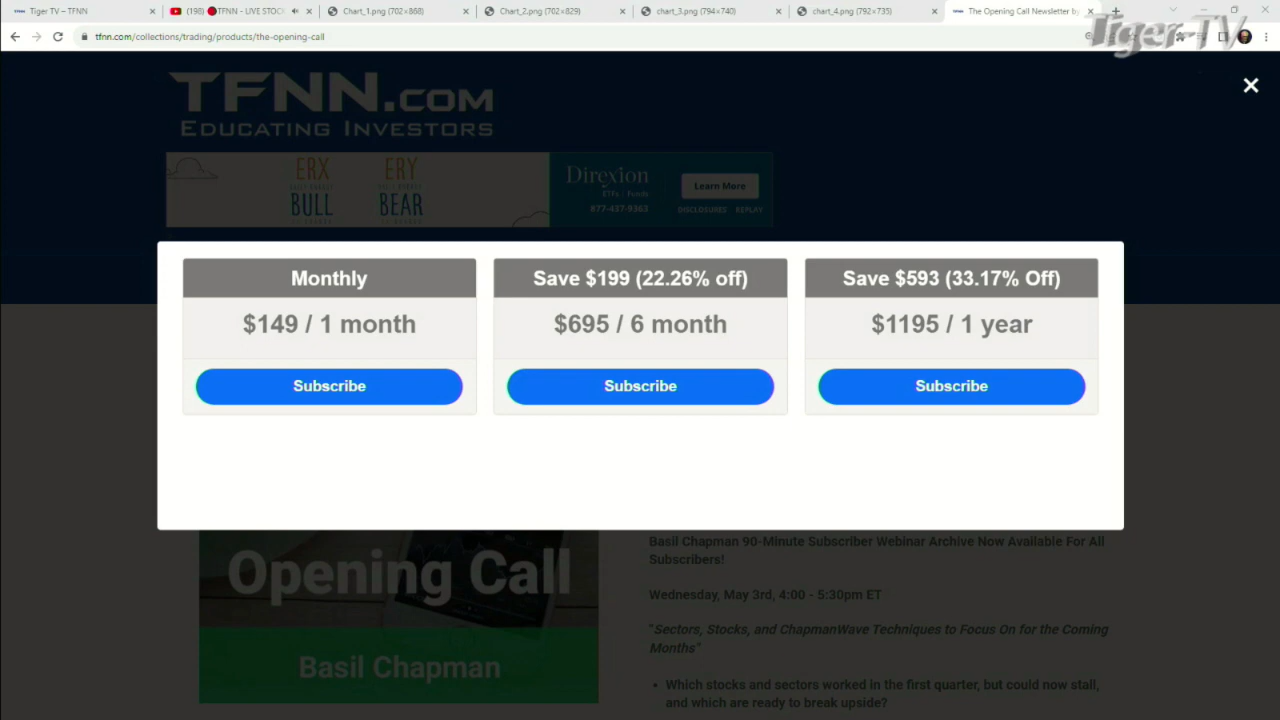 Tiger TV – TFNN
(198) 🔴TFNN - LIVE STOC
Chart_1.png (702×868)
Chart_2.png (702×829)
chart_3.png (794×740)
chart_4.png (792×735)
The Opening Call Newsletter by
tfnn.com/collections/trading/products/the-opening-call
Tiger-TV
TFNN.COM
EDUCATING INVESTORS
ERX
BULL
ERY
BEAR
Direxion
877-437-9363
Learn More
DISCLOSURES REPLAY
Monthly
$149 / 1 month
Subscribe
Save $199 (22.26% off)
$695 / 6 month
Subscribe
Save $593 (33.17% Off)
$1195 / 1 year
Subscribe
Opening Call
Basil Chapman
Basil Chapman 90-Minute Subscriber Webinar Archive Now Available For All
Subscribers!
Wednesday, May 3rd, 4:00 - 5:30pm ET
"Sectors, Stocks, and ChapmanWave Techniques to Focus On for the Coming
Months"
• Which stocks and sectors worked in the first quarter, but could now stall,
and which are ready to break upside?